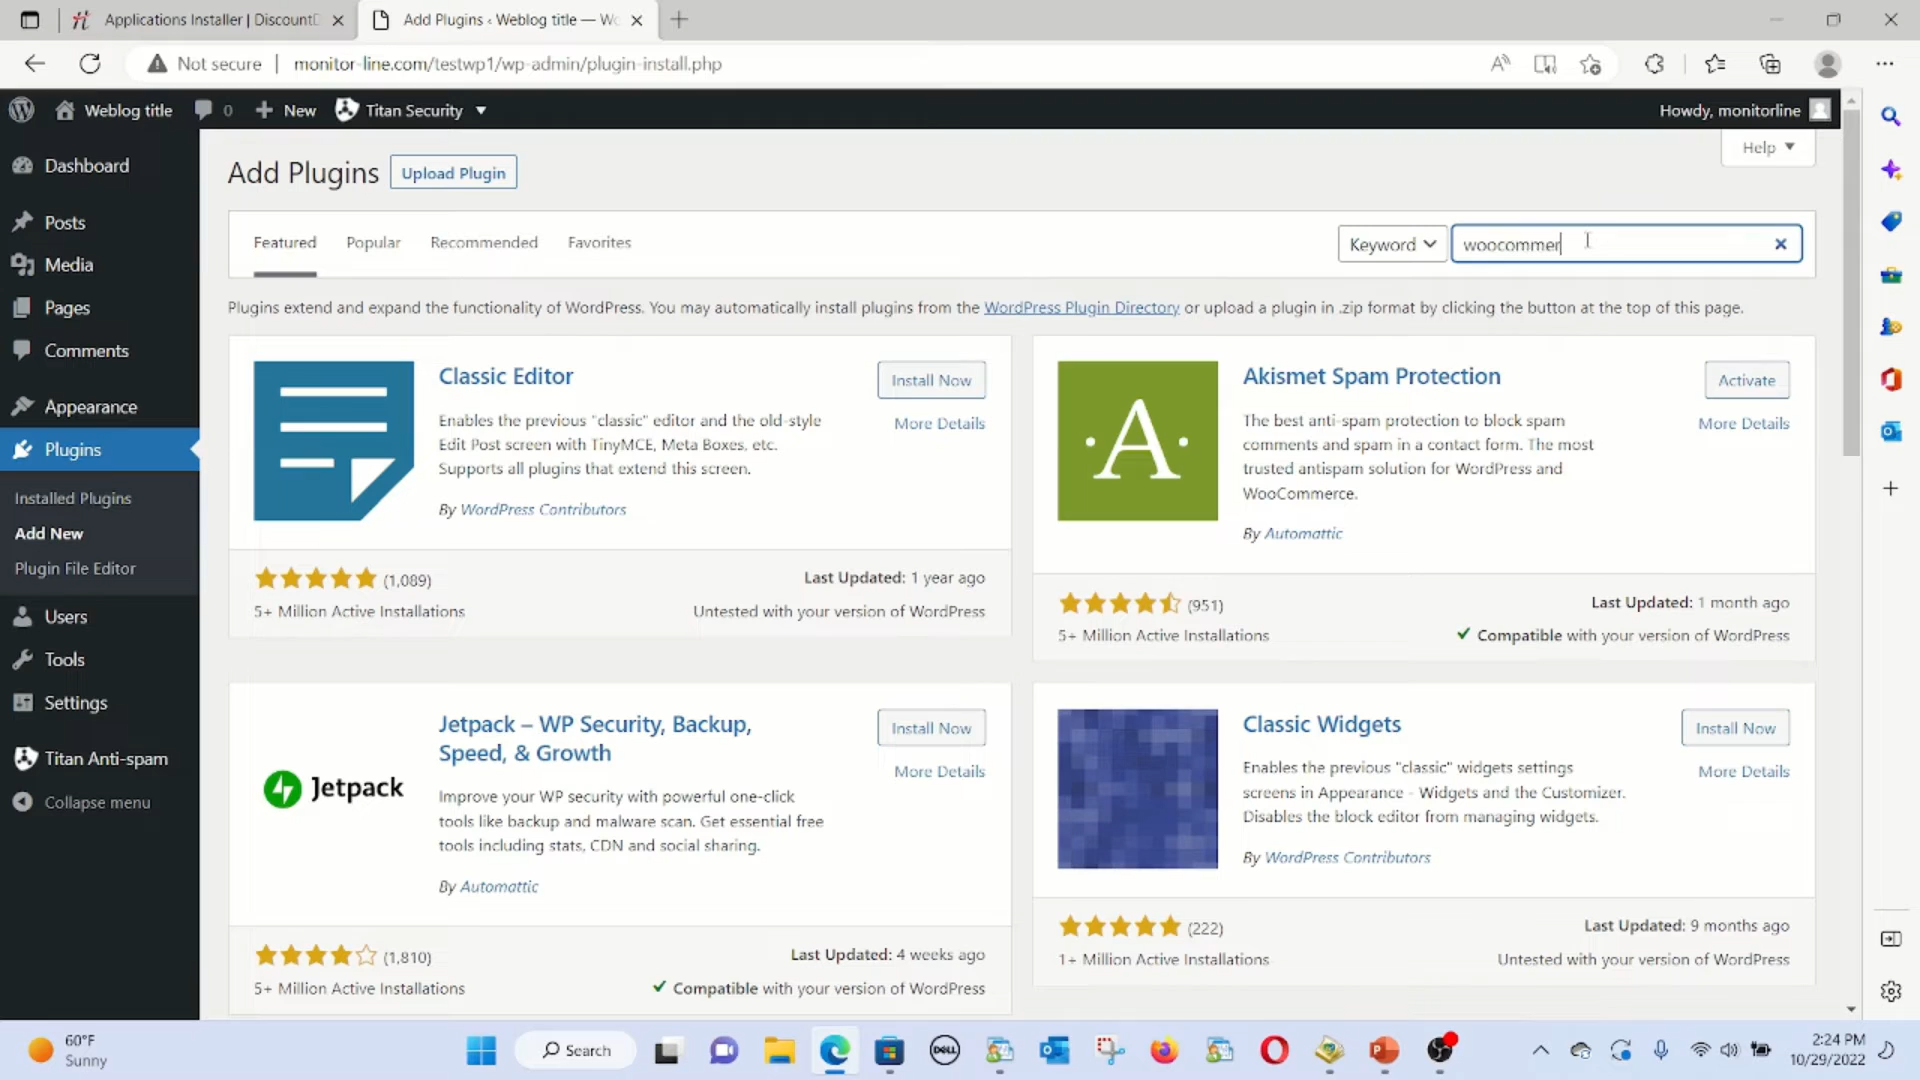 Applications Installer | DiscountD
Add Plugins ‹ Weblog title — Wo
Not secure | monitor-line.com/testwp1/wp-admin/plugin-install.php
Weblog title 0 New Titan Security
Howdy, monitorline
Dashboard
Posts
Media
Pages
Comments
Appearance
Plugins
Installed Plugins
Add New
Plugin File Editor
Users
Tools
Settings
Titan Anti-spam
Collapse menu
Help
Add Plugins Upload Plugin
Featured Popular Recommended Favorites
Keyword woocommer
Plugins extend and expand the functionality of WordPress. You may automatically install plugins from the WordPress Plugin Directory or upload a plugin in .zip format by clicking the button at the top of this page.
Classic Editor
Install Now
More Details
Enables the previous "classic" editor and the old-style
Edit Post screen with TinyMCE, Meta Boxes, etc.
Supports all plugins that extend this screen.
By WordPress Contributors
(1,089)
5+ Million Active Installations
Last Updated: 1 year ago
Untested with your version of WordPress
A
Akismet Spam Protection
Activate
More Details
The best anti-spam protection to block spam
comments and spam in a contact form. The most
trusted antispam solution for WordPress and
WooCommerce.
By Automattic
(951)
5+ Million Active Installations
Last Updated: 1 month ago
Compatible with your version of WordPress
Jetpack
Jetpack – WP Security, Backup,
Speed, & Growth
Install Now
More Details
Improve your WP security with powerful one-click
tools like backup and malware scan. Get essential free
tools including stats, CDN and social sharing.
By Automattic
(1,810)
5+ Million Active Installations
Last Updated: 4 weeks ago
Compatible with your version of WordPress
Classic Widgets
Install Now
More Details
Enables the previous "classic" widgets settings
screens in Appearance - Widgets and the Customizer.
Disables the block editor from managing widgets.
By WordPress Contributors
(222)
1+ Million Active Installations
Last Updated: 9 months ago
Untested with your version of WordPress
60°F
Sunny
Search
DELL
2:24 PM
10/29/2022